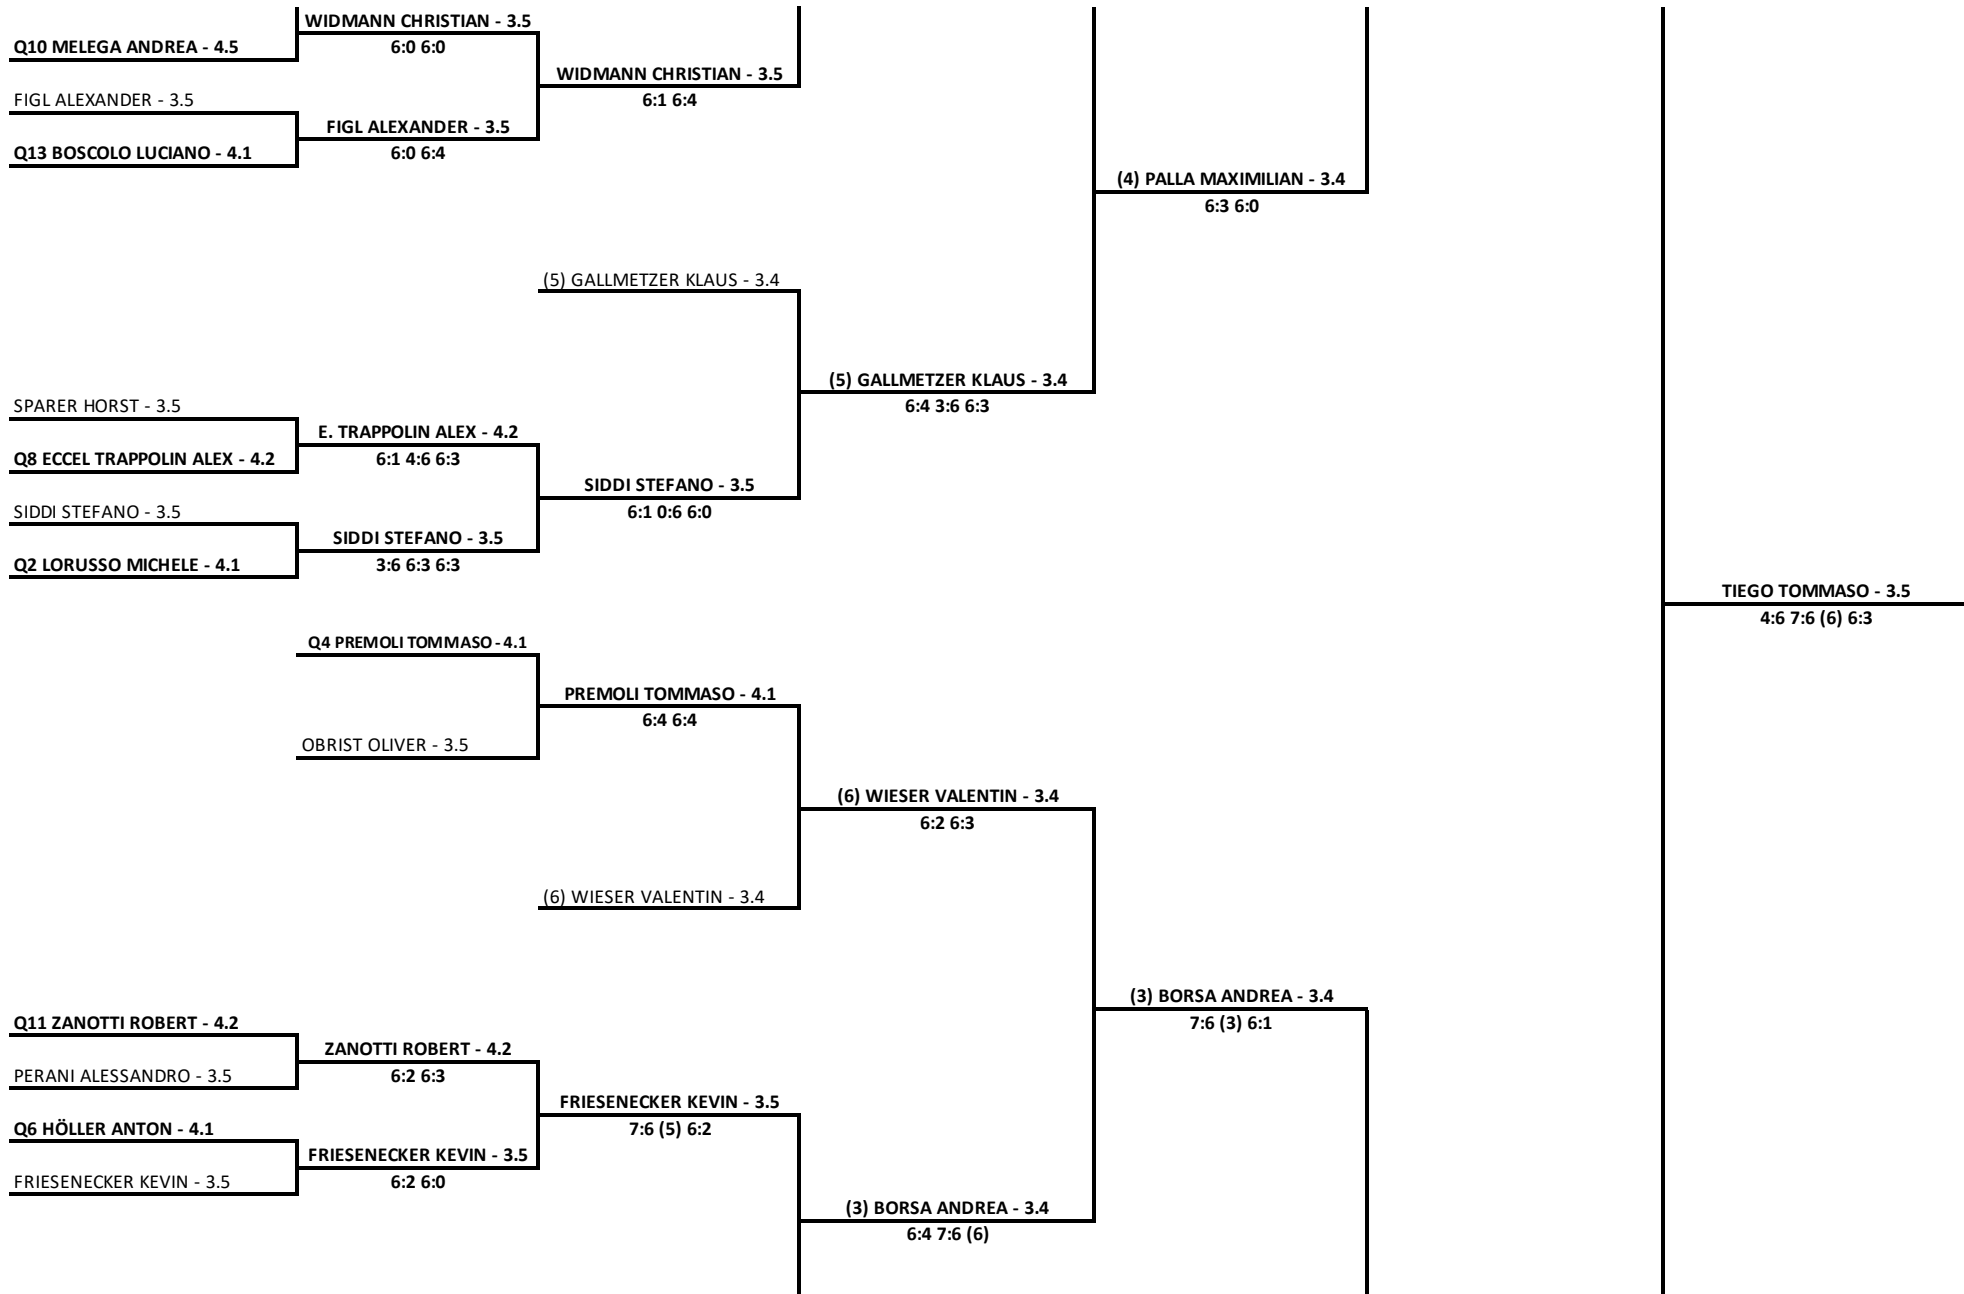 WIDMANN CHRISTIAN - 3.5
Q10 MELEGA ANDREA - 4.5
6:0 6:0
WIDMANN CHRISTIAN - 3.5
FIGL ALEXANDER - 3.5
6:1 6:4
FIGL ALEXANDER - 3.5
Q13 BOSCOLO LUCIANO - 4.1
6:0 6:4
(4) PALLA MAXIMILIAN - 3.4
6:3 6:0
(5) GALLMETZER KLAUS - 3.4
(5) GALLMETZER KLAUS - 3.4
SPARER HORST - 3.5
6:4 3:6 6:3
E. TRAPPOLIN ALEX - 4.2
Q8 ECCEL TRAPPOLIN ALEX - 4.2
6:1 4:6 6:3
SIDDI STEFANO - 3.5
SIDDI STEFANO - 3.5
6:1 0:6 6:0
SIDDI STEFANO - 3.5
Q2 LORUSSO MICHELE - 4.1
3:6 6:3 6:3
TIEGO TOMMASO - 3.5
4:6 7:6 (6) 6:3
Q4 PREMOLI TOMMASO - 4.1
PREMOLI TOMMASO - 4.1
6:4 6:4
OBRIST OLIVER - 3.5
(6) WIESER VALENTIN - 3.4
6:2 6:3
(6) WIESER VALENTIN - 3.4
(3) BORSA ANDREA - 3.4
Q11 ZANOTTI ROBERT - 4.2
7:6 (3) 6:1
ZANOTTI ROBERT - 4.2
PERANI ALESSANDRO - 3.5
6:2 6:3
FRIESENECKER KEVIN - 3.5
Q6 HÖLLER ANTON - 4.1
7:6 (5) 6:2
FRIESENECKER KEVIN - 3.5
FRIESENECKER KEVIN - 3.5
6:2 6:0
(3) BORSA ANDREA - 3.4
6:4 7:6 (6)